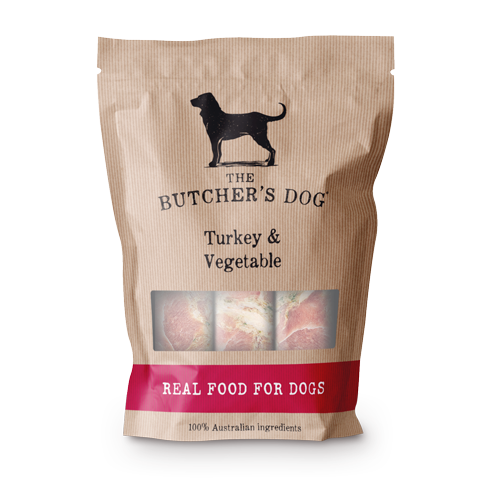 THE
BUTCHER'S DOG®
Turkey &
Vegetable
REAL FOOD FOR DOGS
100% Australian ingredients